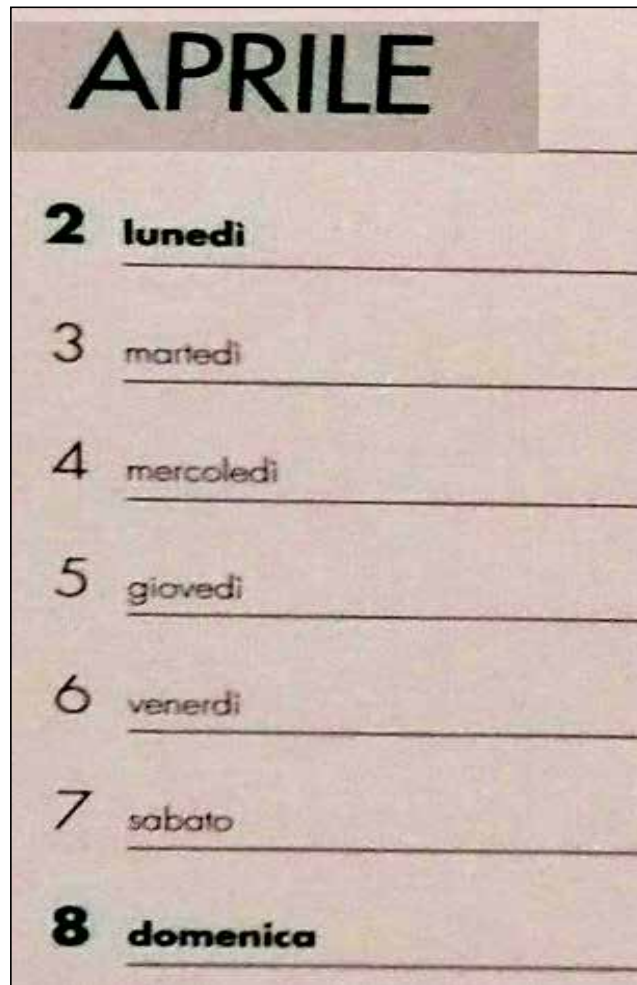 APRILE
2 lunedì
3 martedì
4 mercoledì
5 giovedì
6 venerdì
7 sabato
8 domenica